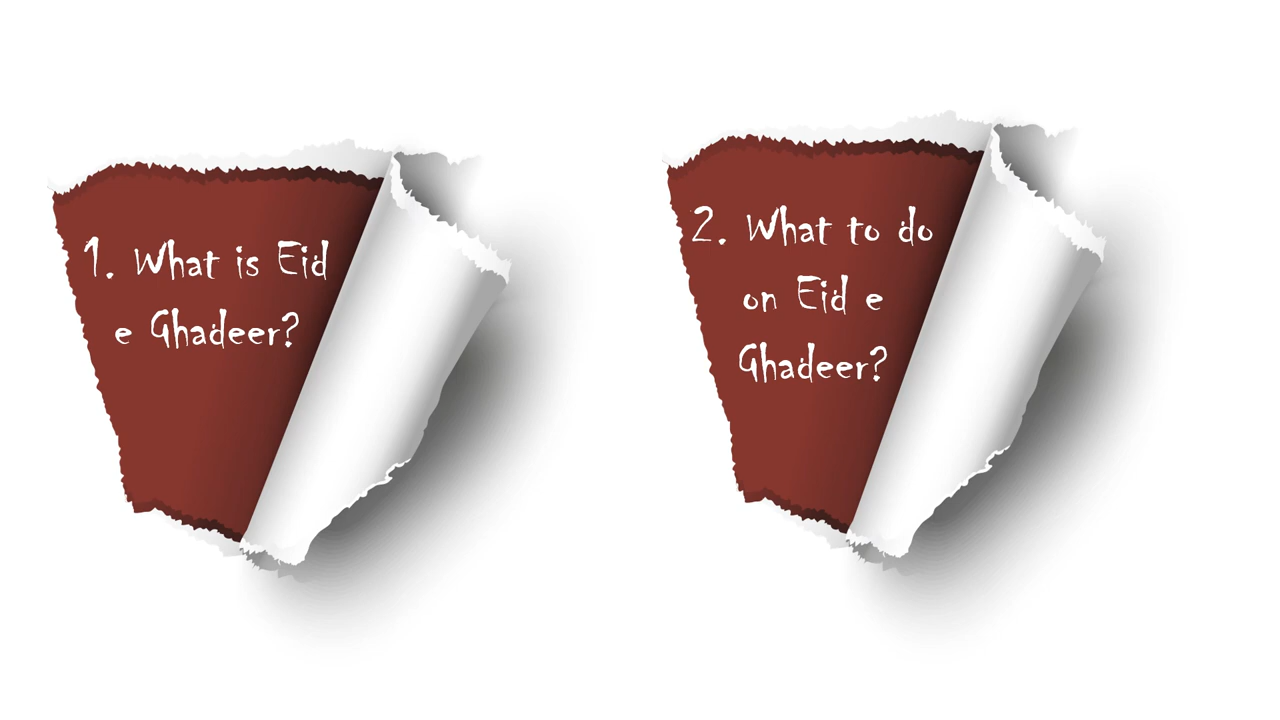 1. What is Eid
e Ghadeer?
2. What to do
on Eid e
Ghadeer?